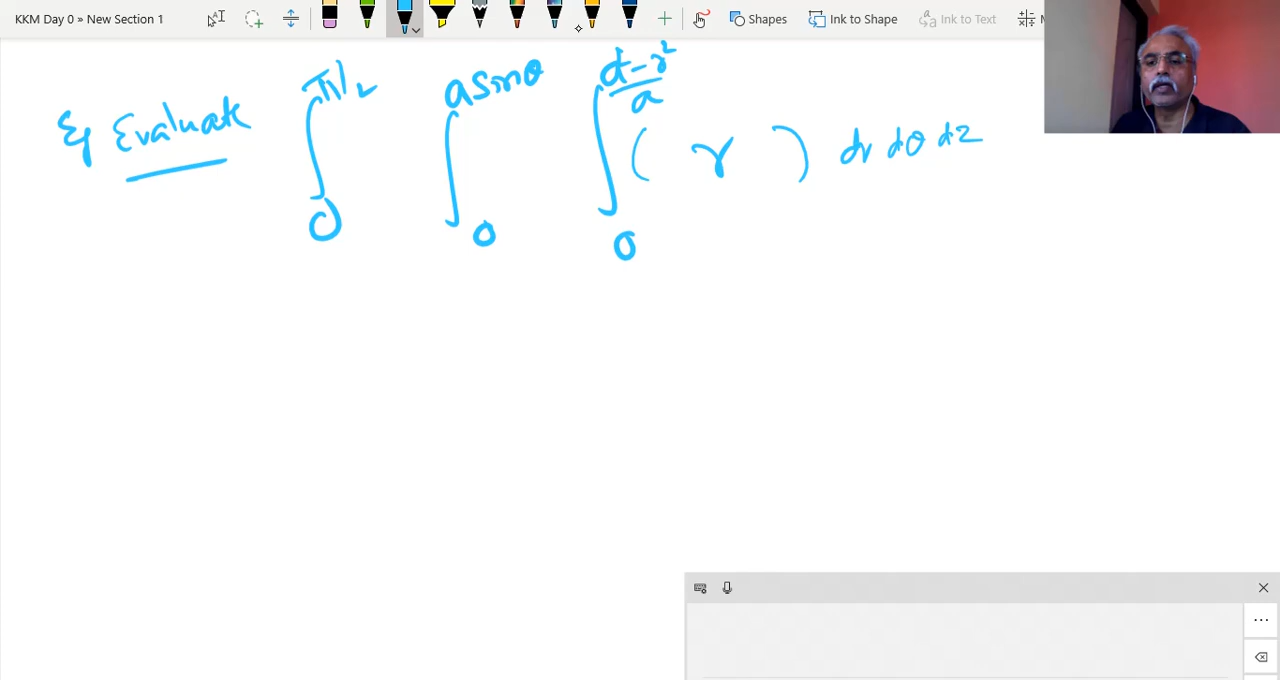 KKM Day 0 » New Section 1
Shapes
Ink to Shape
Ink to Text
M
Eg Evaluate ∫₀^{π/2} ∫₀^{a sinθ} ∫₀^{(a²-r²)/a} ( r ) dr dθ dz